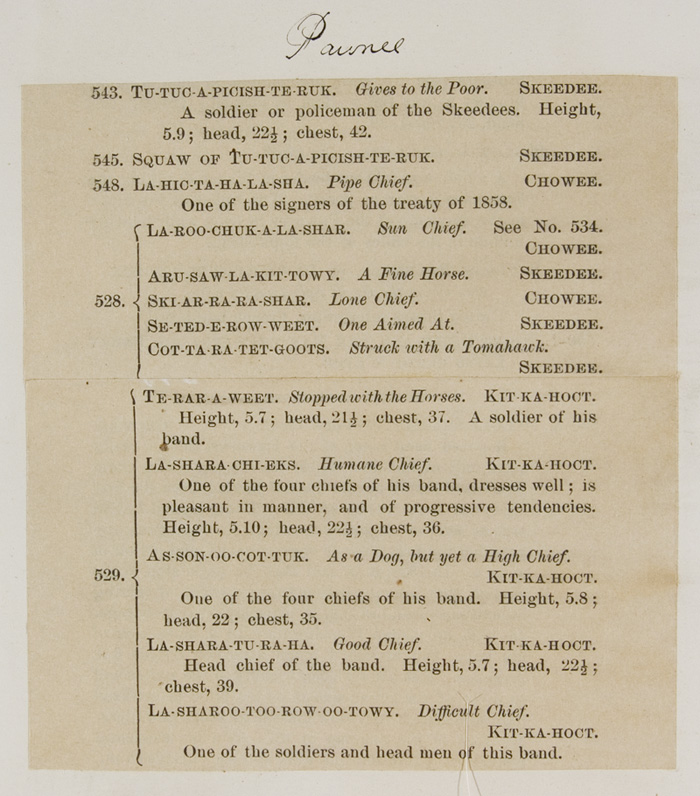 Pawnee
543. TU-TUC-A-PICISH-TE-RUK. Gives to the Poor. SKEEDEE.
A soldier or policeman of the Skeedees. Height,
5.9; head, 22½; chest, 42.
545. SQUAW OF TU-TUC-A-PICISH-TE-RUK. SKEEDEE.
548. LA-HIC-TA-HA-LA-SHA. Pipe Chief. CHOWEE.
One of the signers of the treaty of 1858.
LA-ROO-CHUK-A-LA-SHAR. Sun Chief. See No. 534.
CHOWEE.
ARU-SAW-LA-KIT-TOWY. A Fine Horse. SKEEDEE.
528. SKI-AR-RA-RA-SHAR. Lone Chief. CHOWEE.
SE-TED-E-ROW-WEET. One Aimed At. SKEEDEE.
COT-TA-RA-TET-GOOTS. Struck with a Tomahawk.
SKEEDEE.
TE-RAR-A-WEET. Stopped with the Horses. KIT-KA-HOCT.
Height, 5.7; head, 21½; chest, 37. A soldier of his
band.
LA-SHARA-CHI-EKS. Humane Chief. KIT-KA-HOCT.
One of the four chiefs of his band, dresses well; is
pleasant in manner, and of progressive tendencies.
Height, 5.10; head, 22½; chest, 36.
AS-SON-OO-COT-TUK. As a Dog, but yet a High Chief.
529. KIT-KA-HOCT.
One of the four chiefs of his band. Height, 5.8;
head, 22; chest, 35.
LA-SHARA-TU-RA-HA. Good Chief. KIT-KA-HOCT.
Head chief of the band. Height, 5.7; head, 22½;
chest, 39.
LA-SHAROO-TOO-ROW-OO-TOWY. Difficult Chief.
KIT-KA-HOCT.
One of the soldiers and head men of this band.